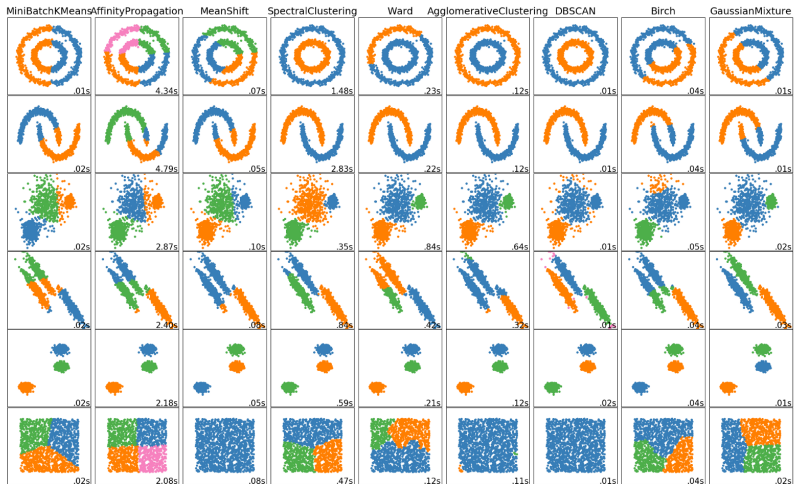 MiniBatchKMeans AffinityPropagation MeanShift SpectralClustering Ward AgglomerativeClustering DBSCAN Birch GaussianMixture
.01s 4.34s .07s 1.48s .23s .12s .01s .04s .01s
.02s 4.79s .05s 2.83s .22s .12s .01s .04s .01s
.02s 2.87s .10s .35s .84s .64s .01s .05s .02s
.02s 2.40s .08s .84s .42s .32s .01s .04s .03s
.02s 2.18s .05s .59s .21s .12s .02s .04s .01s
.02s 2.08s .08s .47s .12s .11s .01s .04s .02s